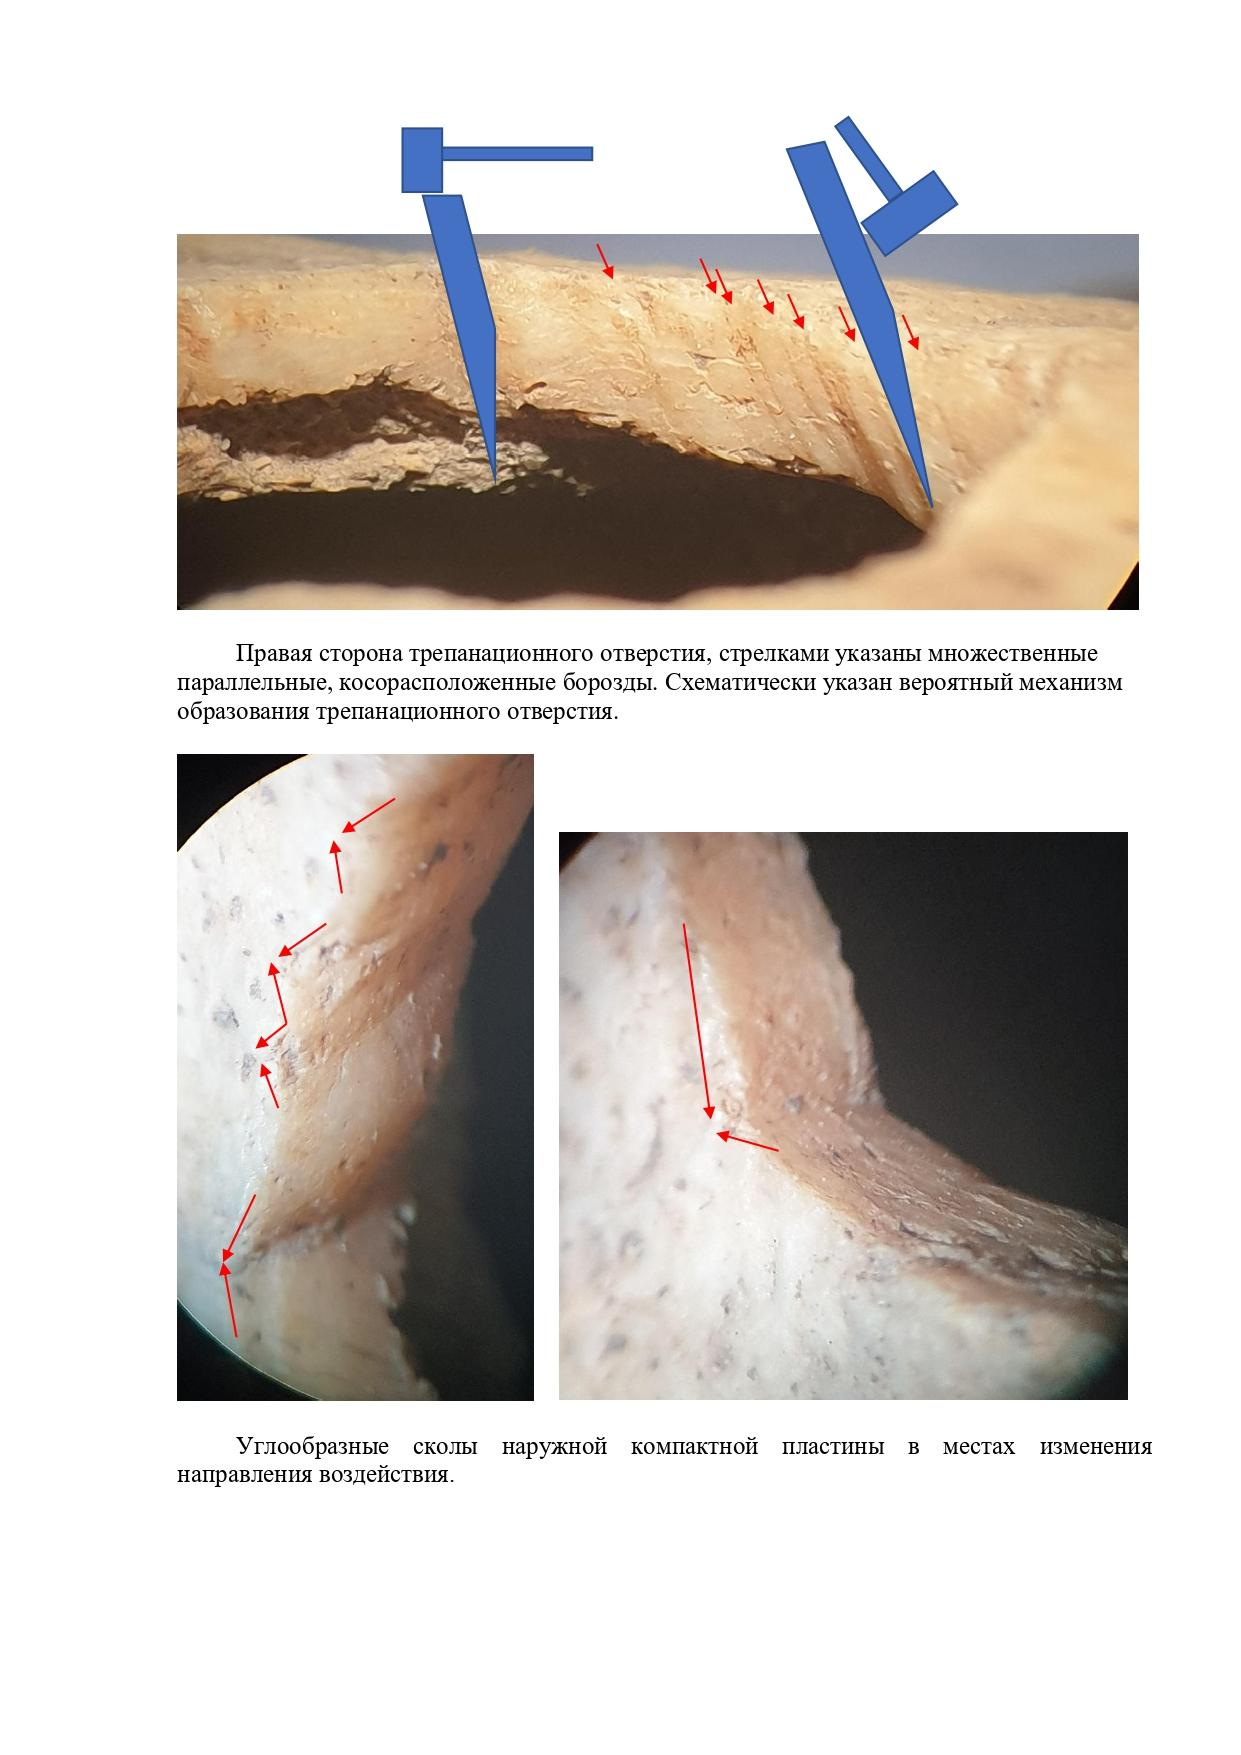 Правая сторона трепанационного отверстия, стрелками указаны множественные
параллельные, косорасположенные борозды. Схематически указан вероятный механизм
образования трепанационного отверстия.
Углообразные сколы наружной компактной пластины в местах изменения
направления воздействия.